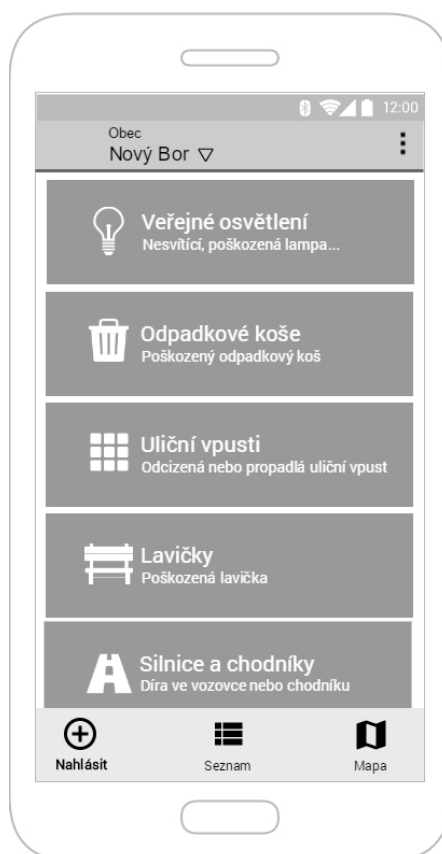 12:00
Obec
Nový Bor
Veřejné osvětlení
Nesvítící, poškozená lampa...
Odpadkové koše
Poškozený odpadkový koš
Uliční vpusti
Odcizená nebo propadlá uliční vpust
Lavičky
Poškozená lavička
Silnice a chodníky
Díra ve vozovce nebo chodníku
Nahlásit
Seznam
Mapa